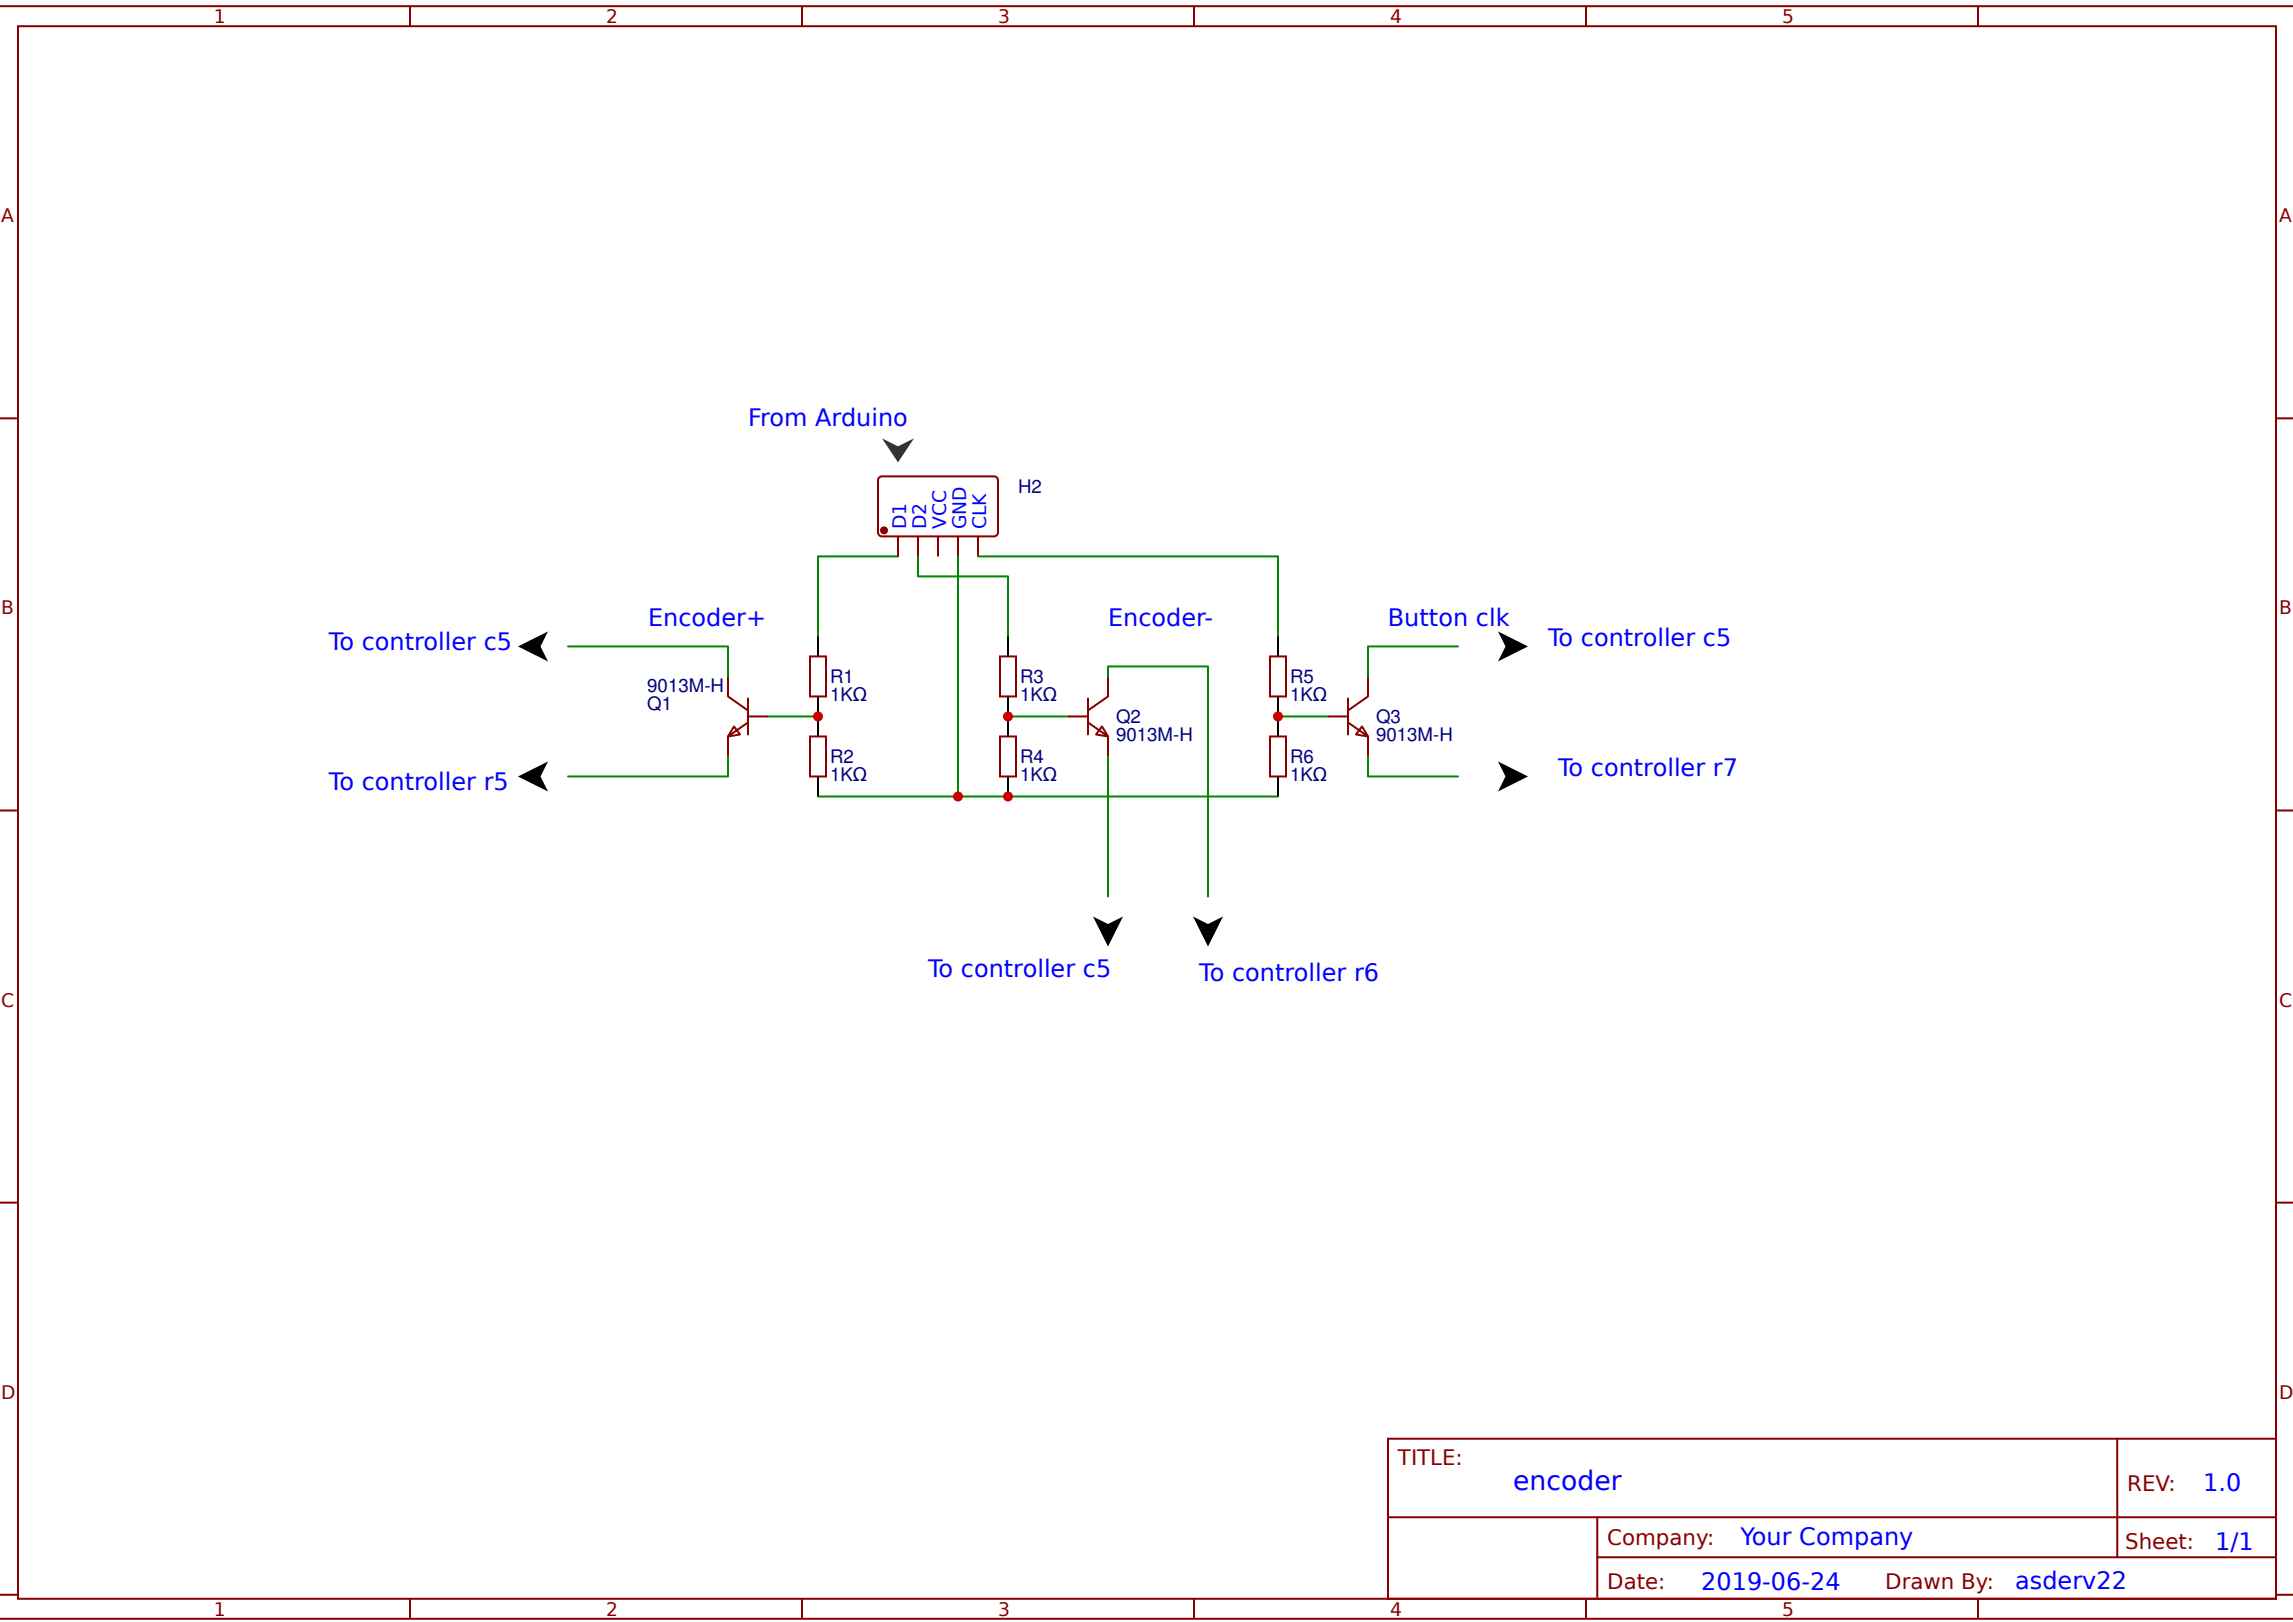 1 2 3 4 5
A A
From Arduino
H2
D1
D2
VCC
GND
CLK
B B
Encoder+ Encoder- Button clk
To controller c5 To controller c5
9013M-H
Q1
R1
1KΩ
R3
1KΩ
R5
1KΩ
Q2
9013M-H
Q3
9013M-H
To controller r5
R2
1KΩ
R4
1KΩ
R6
1KΩ
To controller r7
To controller c5 To controller r6
C C
D D
TITLE:
encoder
REV: 1.0
Company: Your Company
Sheet: 1/1
Date: 2019-06-24 Drawn By: asderv22
1 2 3 4 5